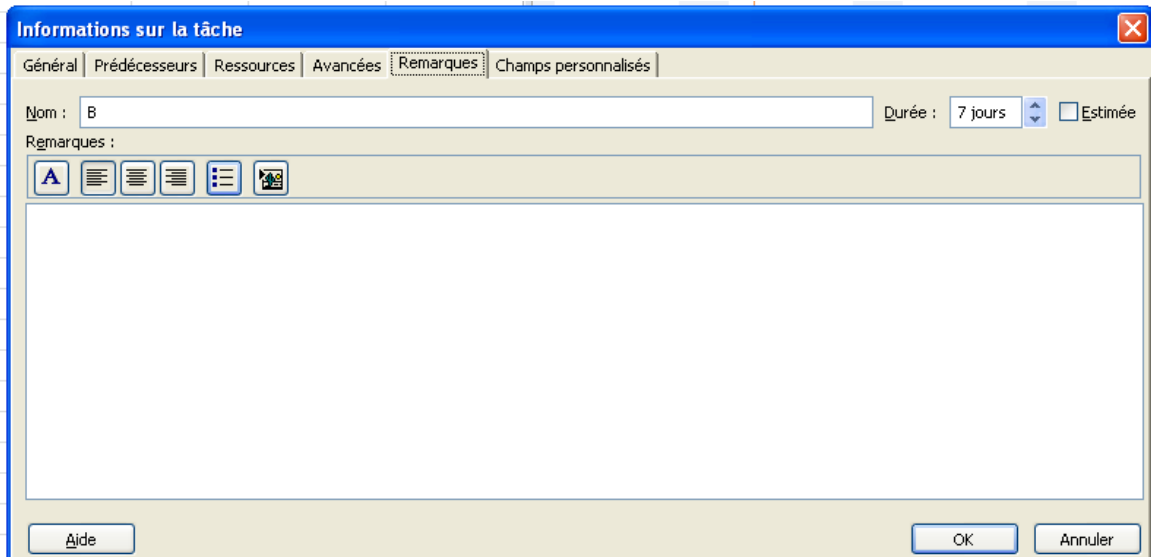 Informations sur la tâche
Général Prédécesseurs Ressources Avancées Remarques Champs personnalisés
Nom : B Durée : 7 jours Estimée
Remarques :
A
Aide OK Annuler